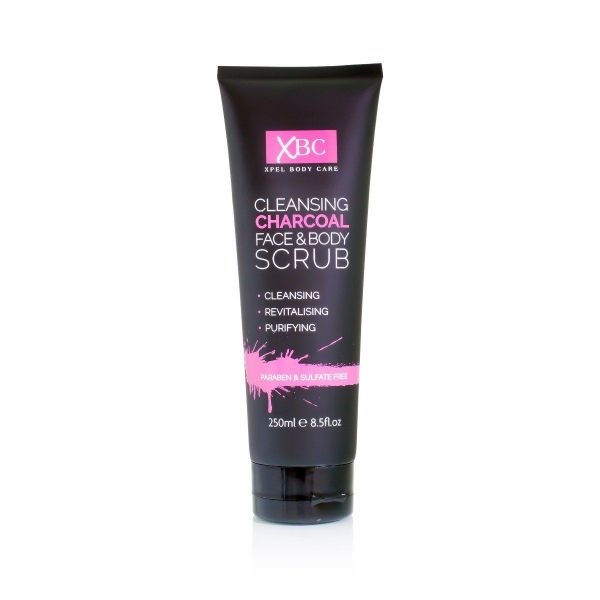 XBC
XPEL BODY CARE
CLEANSING
CHARCOAL
FACE & BODY
SCRUB
• CLEANSING
• REVITALISING
• PURIFYING
PARABEN & SULFATE FREE
250ml ℮ 8.5fl.oz